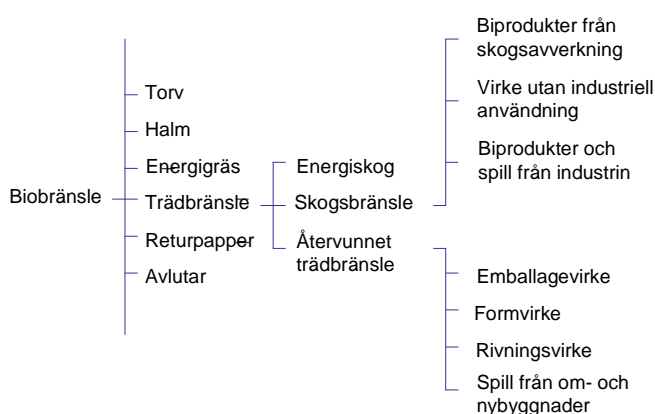 Biobränsle
Torv
Halm
Energigräs
Trädbränsle
Returpapper
Avlutar
Energiskog
Skogsbränsle
Återvunnet
trädbränsle
Biprodukter från
skogsavverkning
Virke utan industriell
användning
Biprodukter och
spill från industrin
Emballagevirke
Formvirke
Rivningsvirke
Spill från om- och
nybyggnader